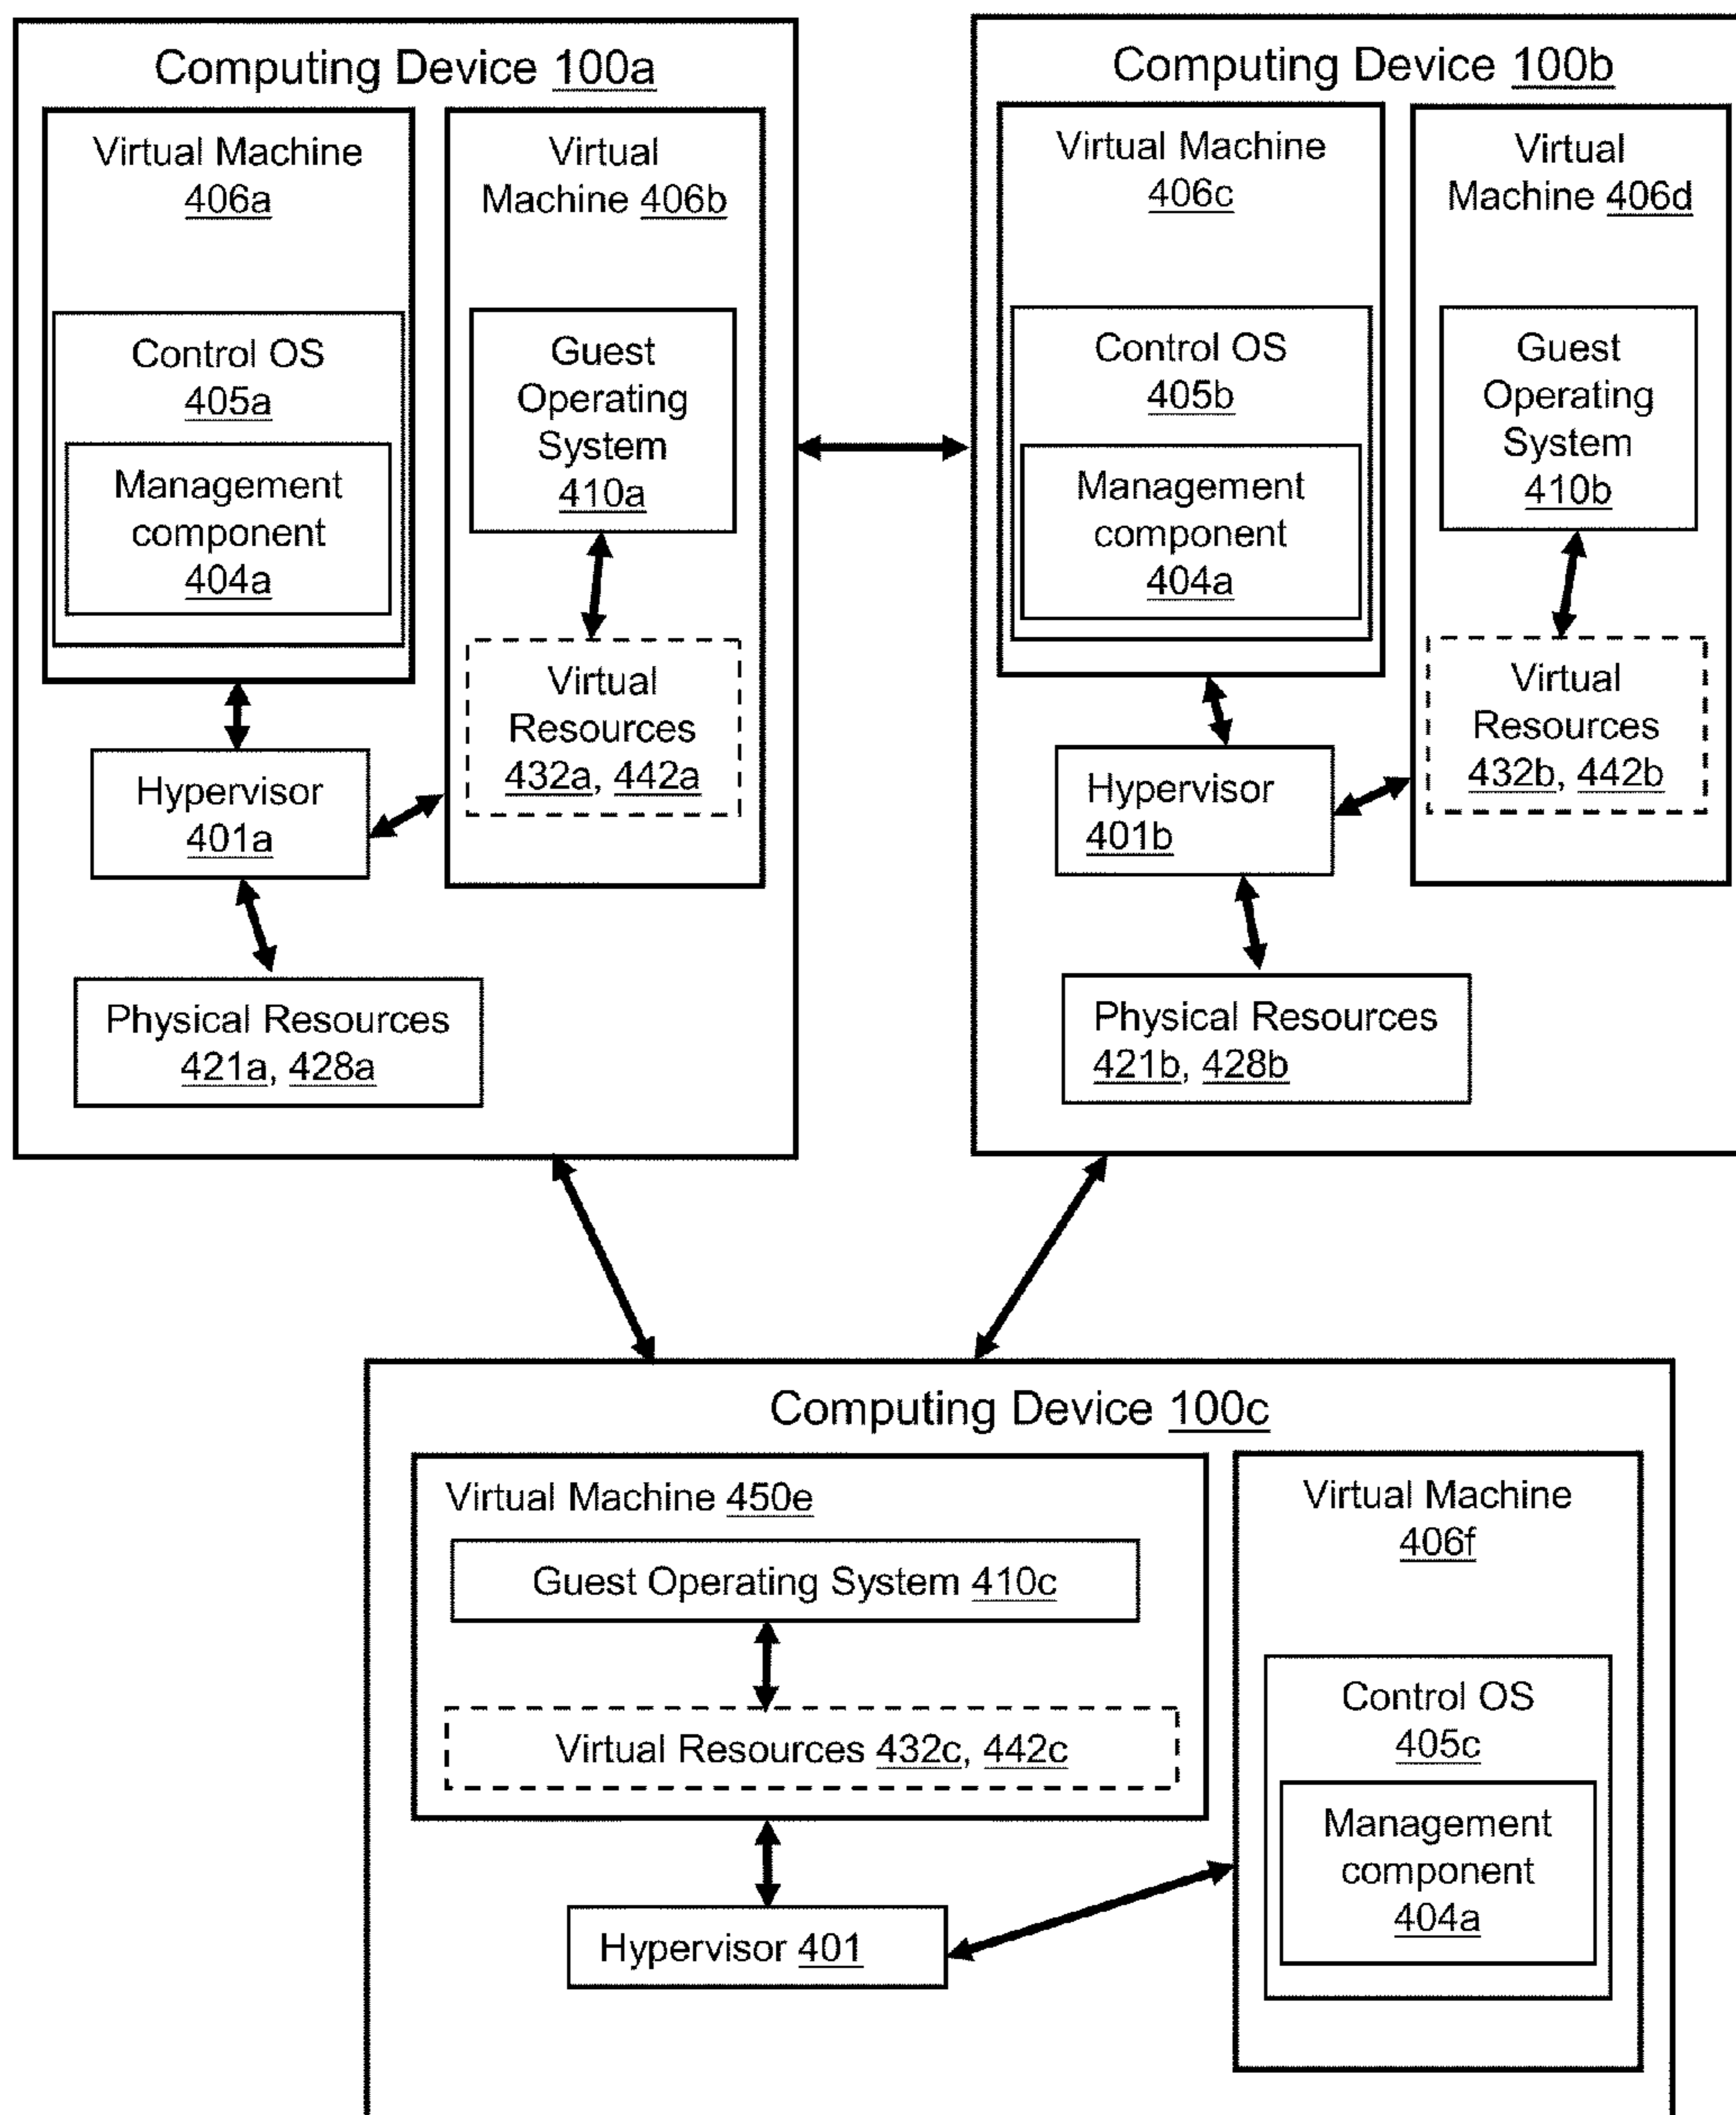 Computing Device 100a
Virtual Machine
406a
Control OS
405a
Management
component
404a
Virtual
Machine 406b
Guest
Operating
System
410a
Virtual
Resources
432a, 442a
Hypervisor
401a
Physical Resources
421a, 428a
Computing Device 100b
Virtual Machine
406c
Control OS
405b
Management
component
404a
Virtual
Machine 406d
Guest
Operating
System
410b
Virtual
Resources
432b, 442b
Hypervisor
401b
Physical Resources
421b, 428b
Computing Device 100c
Virtual Machine 450e
Guest Operating System 410c
Virtual Resources 432c, 442c
Hypervisor 401
Virtual Machine
406f
Control OS
405c
Management
component
404a